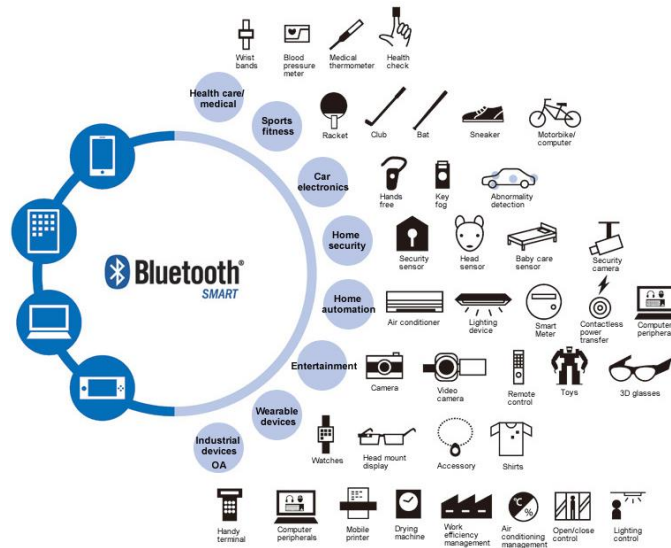 Wrist
bands
Blood
pressure
meter
Medical
thermometer
Health
check
Health care/
medical
Sports
fitness
Racket
Club
Bat
Sneaker
Motorbike/
computer
Car
electronics
Hands
free
Key
fog
Abnormality
detection
Home
security
Security
sensor
Head
sensor
Baby care
sensor
Security
camera
Bluetooth®
SMART
Home
automation
Air conditioner
Lighting
device
Smart
Meter
Contactless
power
transfer
Computer
peripheral
Entertainment
Camera
Video
camera
Remote
control
Toys
3D glasses
Wearable
devices
Watches
Head mount
display
Accessory
Shirts
Industrial
devices
OA
Handy
terminal
Computer
peripherals
Mobile
printer
Drying
machine
Work
efficiency
management
°C
%
Air
conditioning
management
Open/close
control
Lighting
control